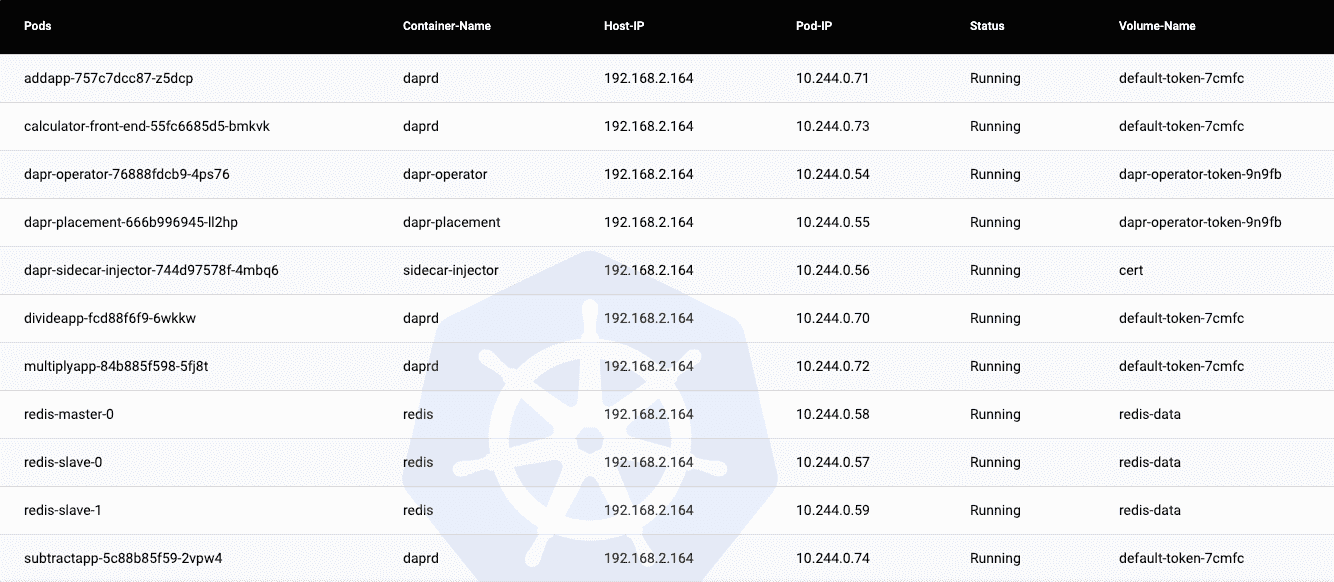 Pods Container-Name Host-IP Pod-IP Status Volume-Name
addapp-757c7dcc87-z5dcp daprd 192.168.2.164 10.244.0.71 Running default-token-7cmfc
calculator-front-end-55fc6685d5-bmkvk daprd 192.168.2.164 10.244.0.73 Running default-token-7cmfc
dapr-operator-76888fdcb9-4ps76 dapr-operator 192.168.2.164 10.244.0.54 Running dapr-operator-token-9n9fb
dapr-placement-666b996945-ll2hp dapr-placement 192.168.2.164 10.244.0.55 Running dapr-operator-token-9n9fb
dapr-sidecar-injector-744d97578f-4mbq6 sidecar-injector 192.168.2.164 10.244.0.56 Running cert
divideapp-fcd88f6f9-6wkkw daprd 192.168.2.164 10.244.0.70 Running default-token-7cmfc
multiplyapp-84b885f598-5fj8t daprd 192.168.2.164 10.244.0.72 Running default-token-7cmfc
redis-master-0 redis 192.168.2.164 10.244.0.58 Running redis-data
redis-slave-0 redis 192.168.2.164 10.244.0.57 Running redis-data
redis-slave-1 redis 192.168.2.164 10.244.0.59 Running redis-data
subtractapp-5c88b85f59-2vpw4 daprd 192.168.2.164 10.244.0.74 Running default-token-7cmfc